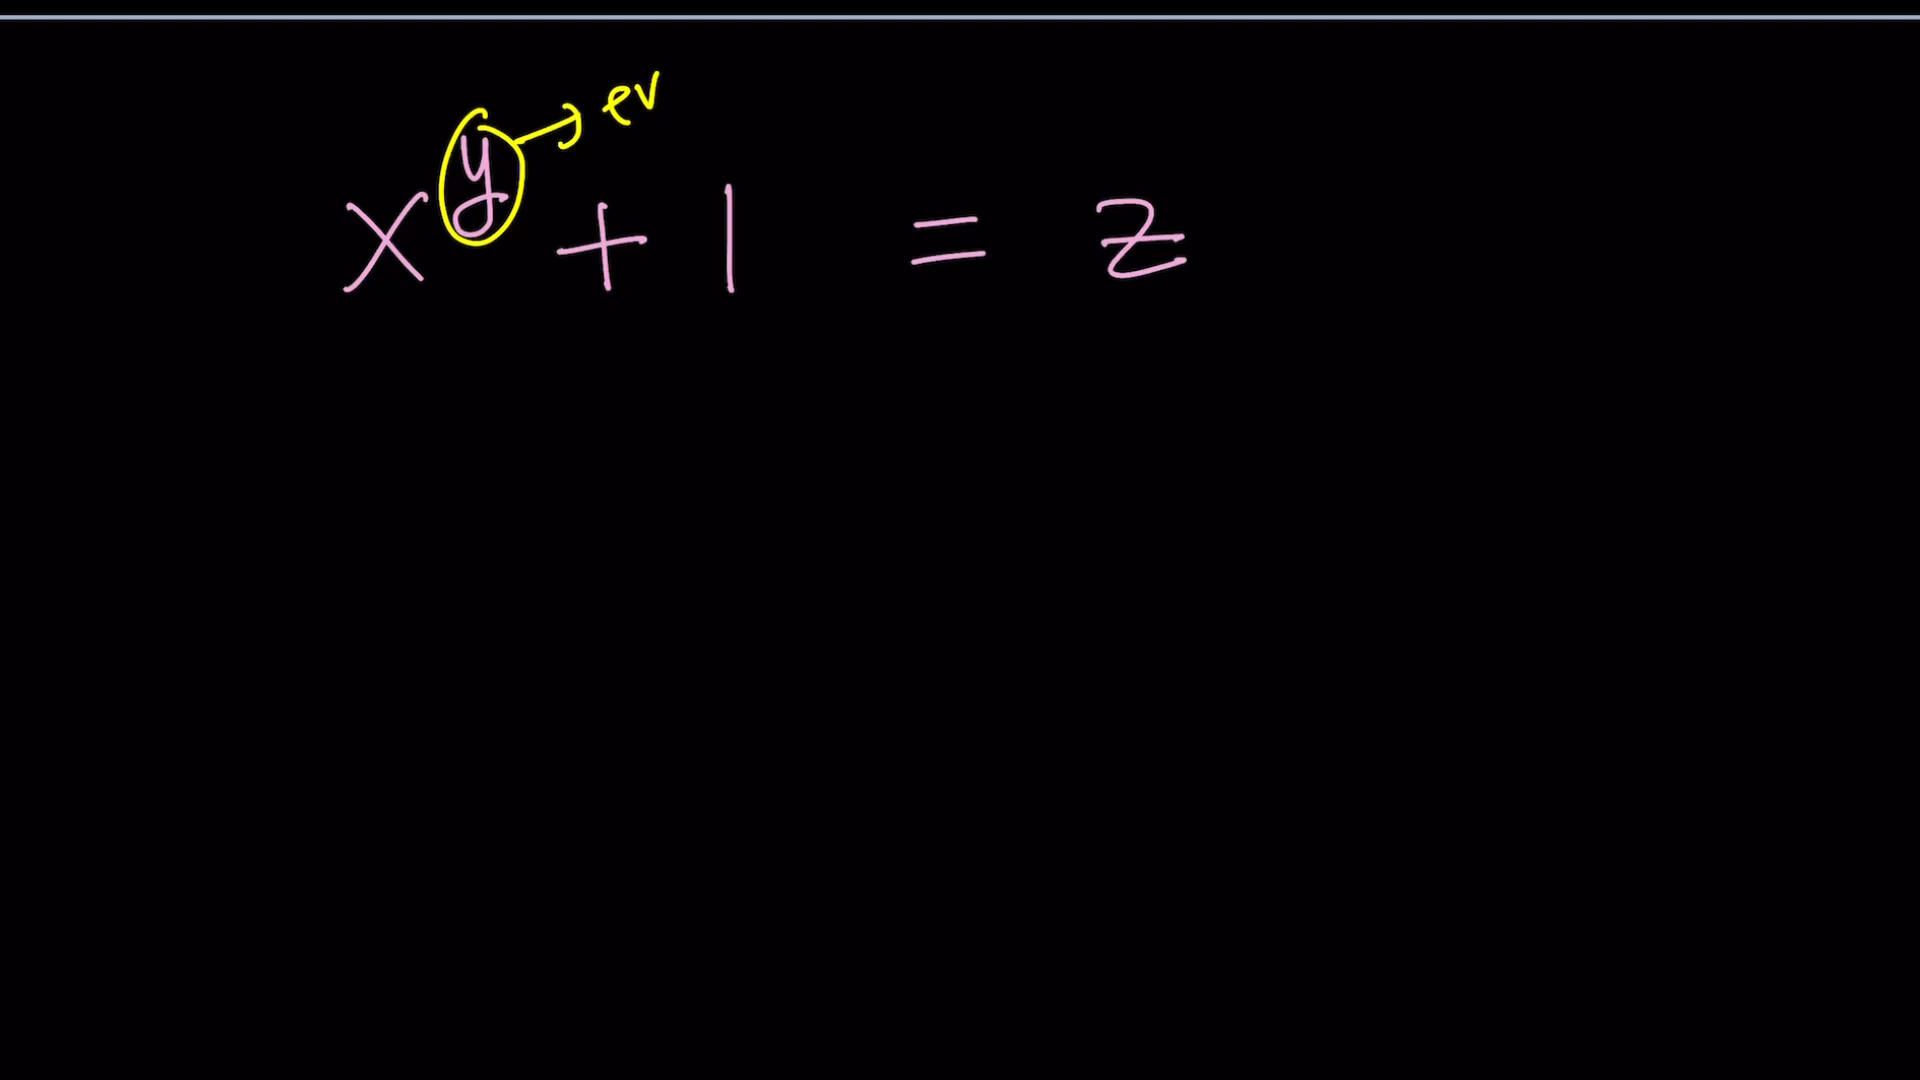 ev
x^y + 1 = z